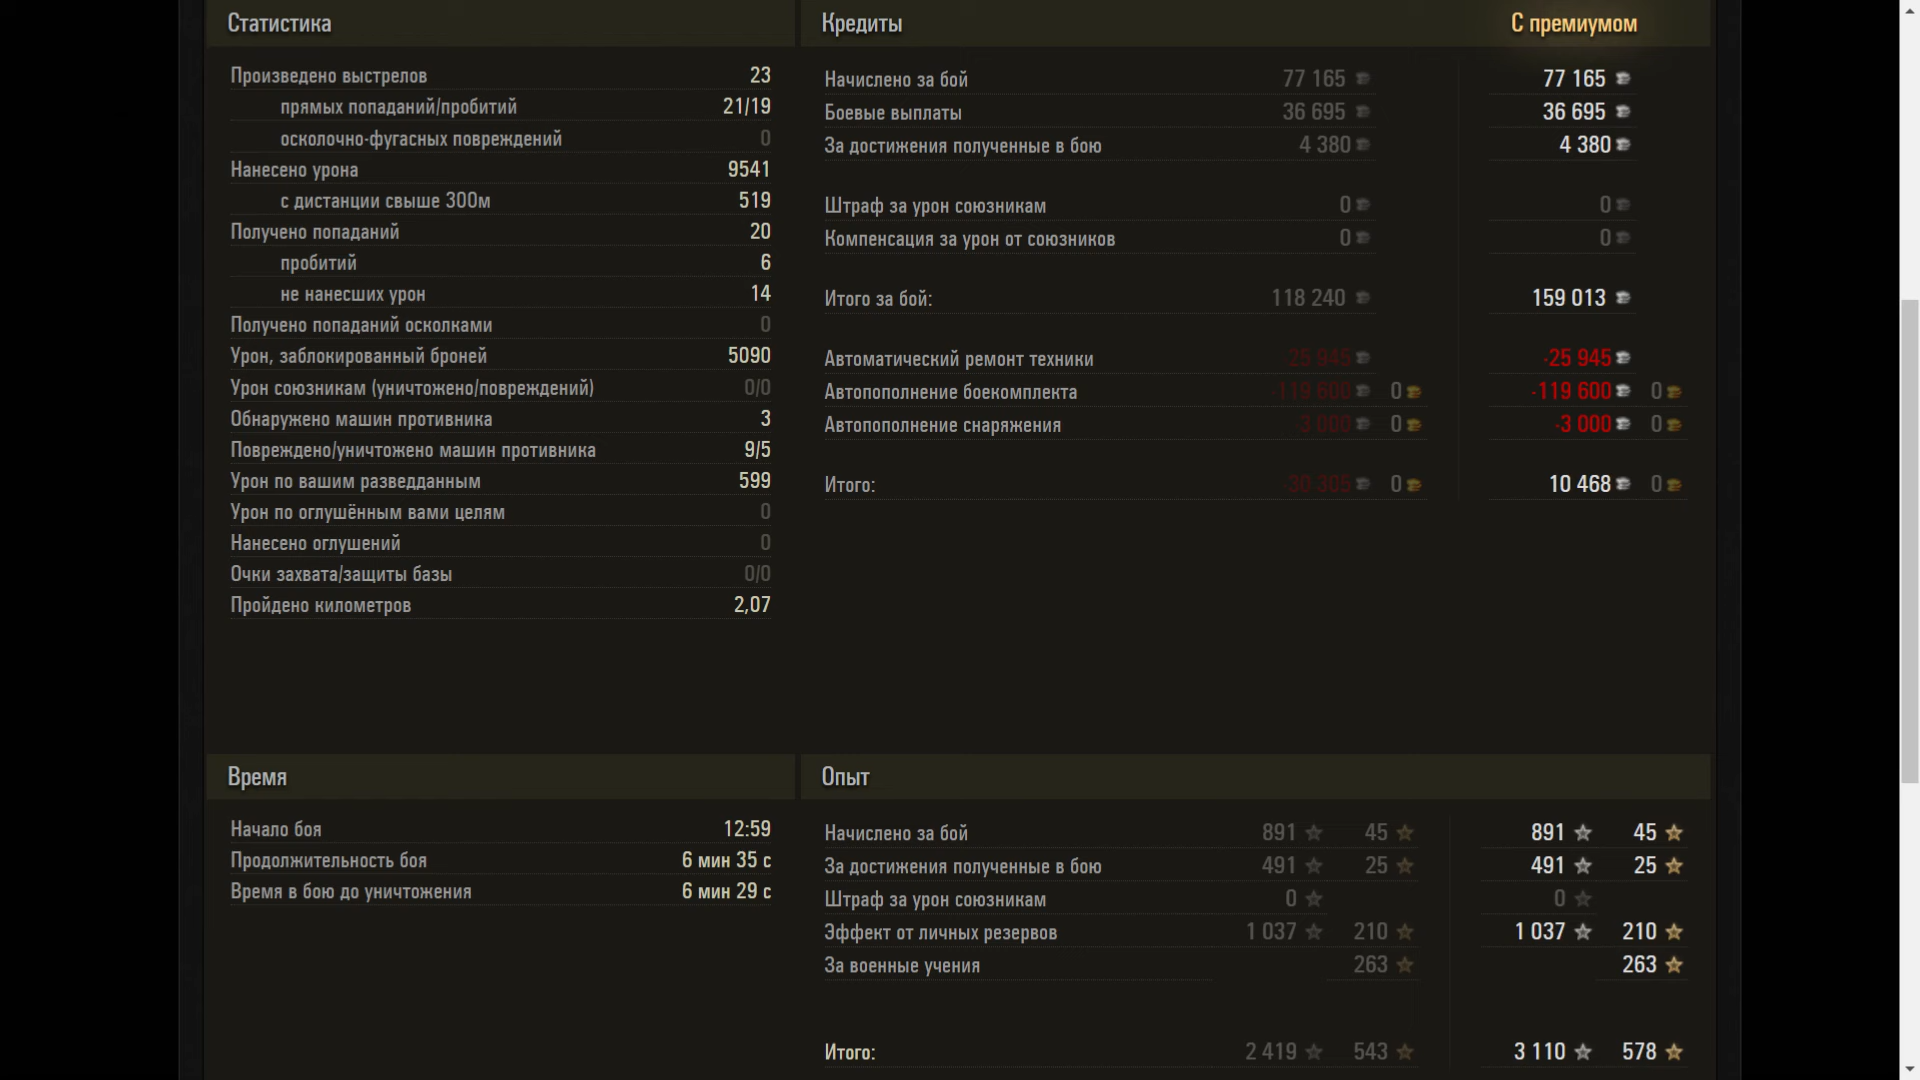 Статистика
Произведено выстрелов 23
прямых попаданий/пробитий 21/19
осколочно-фугасных повреждений 0
Нанесено урона 9541
с дистанции свыше 300м 519
Получено попаданий 20
пробитий 6
не нанесших урон 14
Получено попаданий осколками 0
Урон, заблокированный броней 5090
Урон союзникам (уничтожено/повреждений) 0/0
Обнаружено машин противника 3
Повреждено/уничтожено машин противника 9/5
Урон по вашим разведданным 599
Урон по оглушённым вами целям 0
Нанесено оглушений 0
Очки захвата/защиты базы 0/0
Пройдено километров 2,07
Кредиты С премиумом
Начислено за бой 77 165 77 165
Боевые выплаты 36 695 36 695
За достижения полученные в бою 4 380 4 380
Штраф за урон союзникам 0 0
Компенсация за урон от союзников 0 0
Итого за бой: 118 240 159 013
Автоматический ремонт техники -25 945 -25 945
Автопополнение боекомплекта -119 600 0 -119 600 0
Автопополнение снаряжения -3 000 0 -3 000 0
Итого: -30 305 0 10 468 0
Время
Начало боя 12:59
Продолжительность боя 6 мин 35 с
Время в бою до уничтожения 6 мин 29 с
Опыт
Начислено за бой 891 45 891 45
За достижения полученные в бою 491 25 491 25
Штраф за урон союзникам 0 0
Эффект от личных резервов 1 037 210 1 037 210
За военные учения 263 263
Итого: 2 419 543 3 110 578